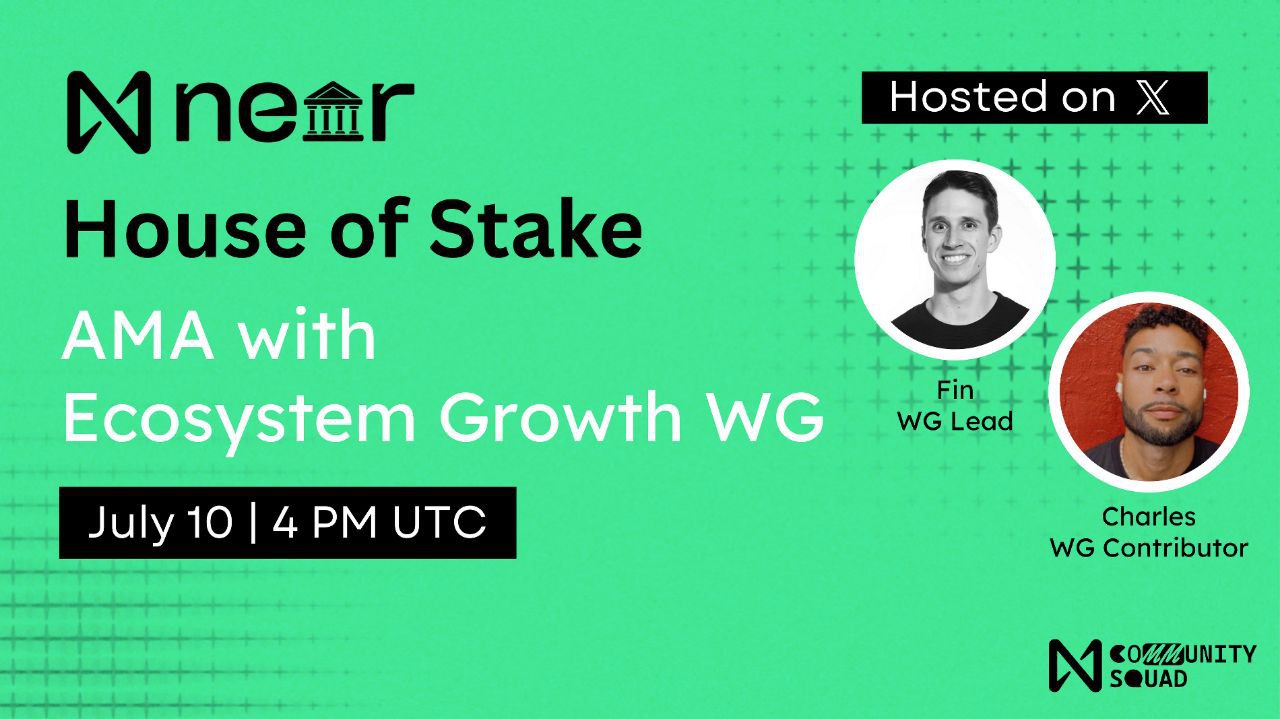 near
House of Stake
AMA with
Ecosystem Growth WG
July 10 | 4 PM UTC
Hosted on X
Fin
WG Lead
Charles
WG Contributor
COMMUNITY
SQUAD